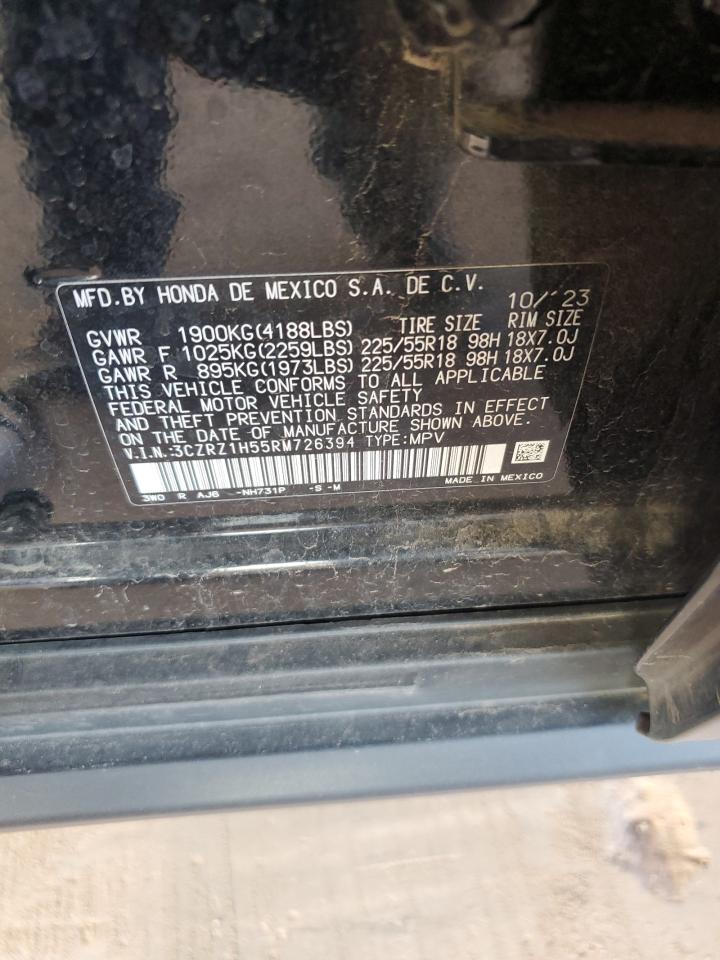 MFD.BY HONDA DE MEXICO S.A. DE C.V. 10/'23
GVWR 1900KG(4188LBS) TIRE SIZE RIM SIZE
GAWR F 1025KG(2259LBS) 225/55R18 98H 18X7.0J
GAWR R 895KG(1973LBS) 225/55R18 98H 18X7.0J
THIS VEHICLE CONFORMS TO ALL APPLICABLE
FEDERAL MOTOR VEHICLE SAFETY
AND THEFT PREVENTION STANDARDS IN EFFECT
ON THE DATE OF MANUFACTURE SHOWN ABOVE.
V.I.N.:3CZRZ1H55RM726394 TYPE:MPV
3W0 R AJ6 -NH731P -S -M MADE IN MEXICO